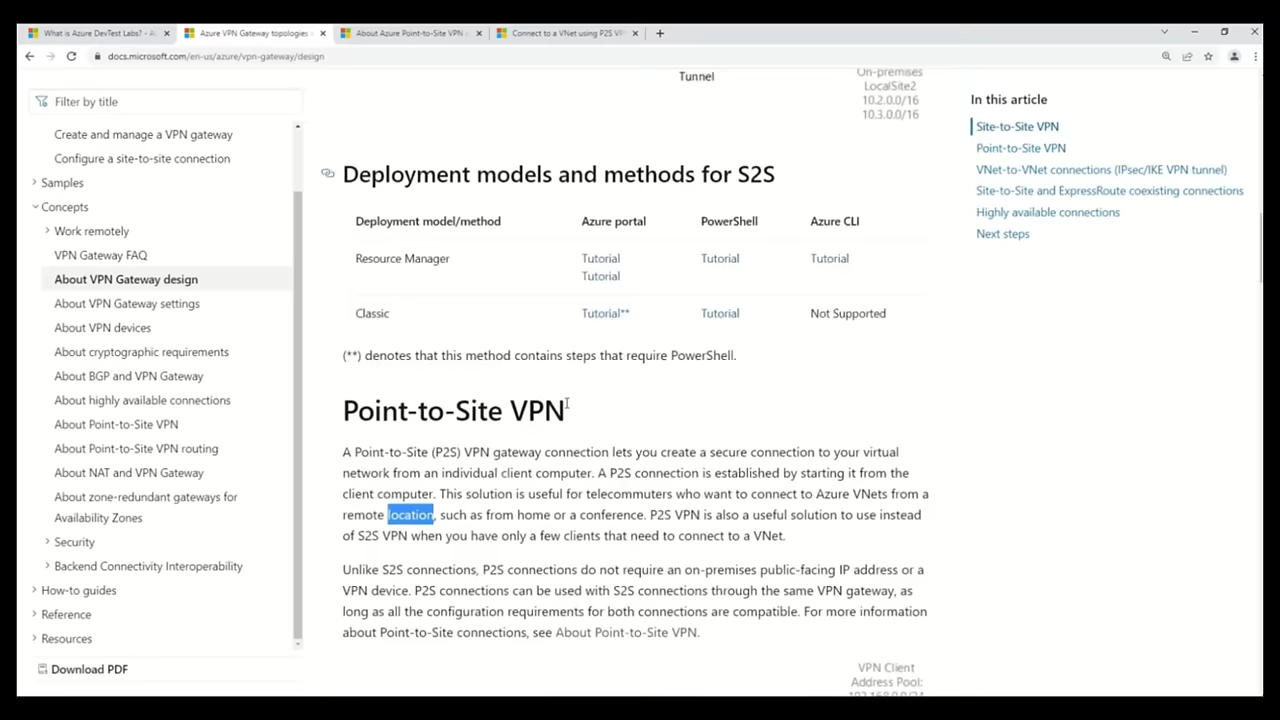 What is Azure DevTest Labs? - A
Azure VPN Gateway topologies
About Azure Point-to-Site VPN
Connect to a VNet using P2S VP
docs.microsoft.com/en-us/azure/vpn-gateway/design
Filter by title
Create and manage a VPN gateway
Configure a site-to-site connection
Samples
Concepts
Work remotely
VPN Gateway FAQ
About VPN Gateway design
About VPN Gateway settings
About VPN devices
About cryptographic requirements
About BGP and VPN Gateway
About highly available connections
About Point-to-Site VPN
About Point-to-Site VPN routing
About NAT and VPN Gateway
About zone-redundant gateways for
Availability Zones
Security
Backend Connectivity Interoperability
How-to guides
Reference
Resources
Download PDF
Tunnel
On-premises
LocalSite2
10.2.0.0/16
10.3.0.0/16
Deployment models and methods for S2S
Deployment model/method Azure portal PowerShell Azure CLI
Resource Manager Tutorial Tutorial Tutorial
Tutorial
Classic Tutorial** Tutorial Not Supported
(**) denotes that this method contains steps that require PowerShell.
Point-to-Site VPN
A Point-to-Site (P2S) VPN gateway connection lets you create a secure connection to your virtual
network from an individual client computer. A P2S connection is established by starting it from the
client computer. This solution is useful for telecommuters who want to connect to Azure VNets from a
remote location, such as from home or a conference. P2S VPN is also a useful solution to use instead
of S2S VPN when you have only a few clients that need to connect to a VNet.
Unlike S2S connections, P2S connections do not require an on-premises public-facing IP address or a
VPN device. P2S connections can be used with S2S connections through the same VPN gateway, as
long as all the configuration requirements for both connections are compatible. For more information
about Point-to-Site connections, see About Point-to-Site VPN.
VPN Client
Address Pool:
In this article
Site-to-Site VPN
Point-to-Site VPN
VNet-to-VNet connections (IPsec/IKE VPN tunnel)
Site-to-Site and ExpressRoute coexisting connections
Highly available connections
Next steps